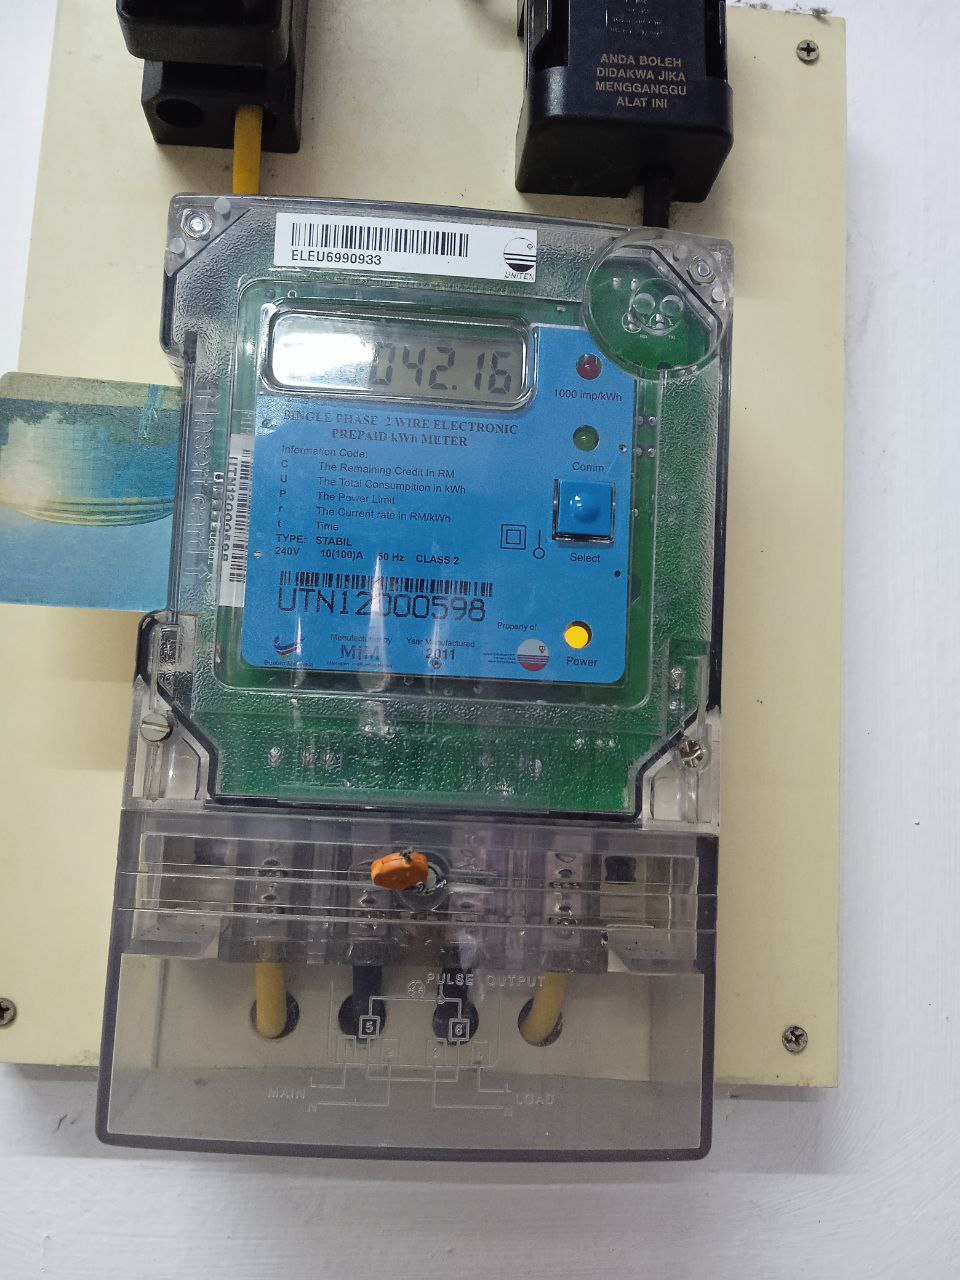 ANDA BOLEH
DIDAKWA JIKA
MENGGANGGU
ALAT INI
ELEU6990933
UNITEN
042.16
1000 imp/kWh
SINGLE PHASE 2 WIRE ELECTRONIC
PREPAID kWh METER
Information Code:
C The Remaining Credit In RM
U The Total Consumption in kWh
P The Power Limit
r The Current rate in RM/kWh
t Time
TYPE: STABIL
240V 10(100)A 50 Hz CLASS 2
Comm
Select
UTN12000598
UTN12000598
Property of
Manufactured by
MiM
Year Manufactured
2011
Power
PULSE OUTPUT
5 6
MAIN L N
L N LOAD